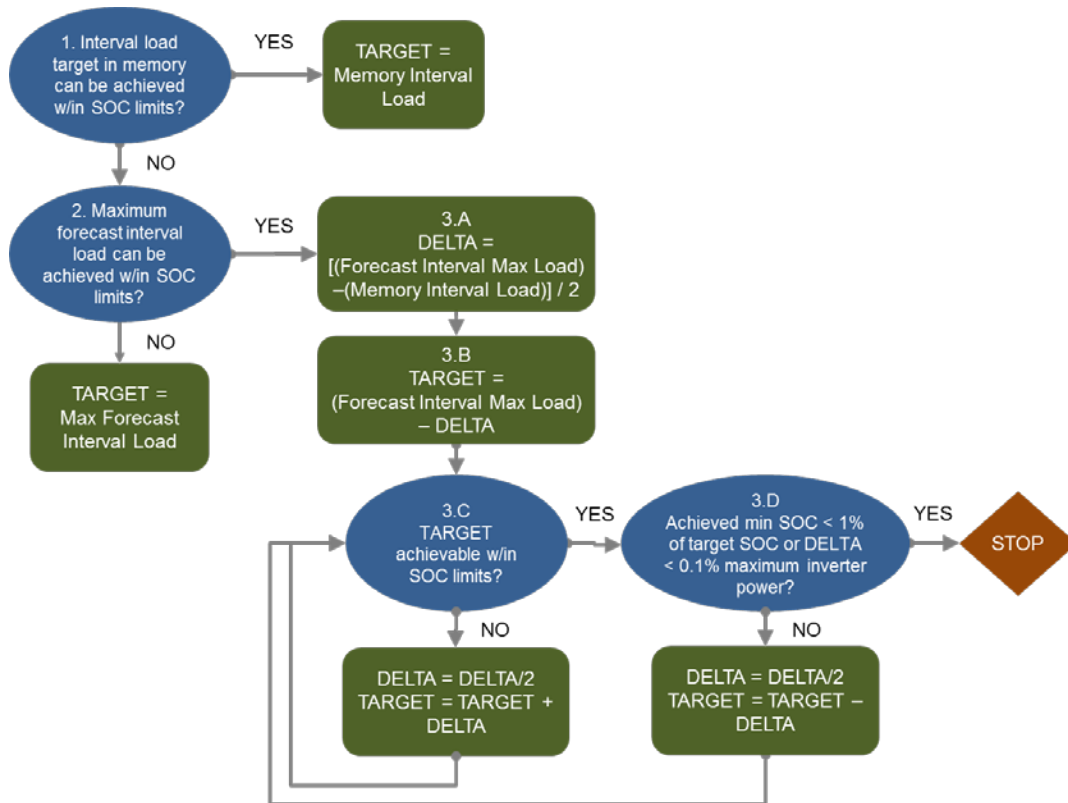 1. Interval load
target in memory
can be achieved
w/in SOC limits?
YES
TARGET =
Memory Interval
Load
NO
2. Maximum
forecast interval
load can be
achieved w/in SOC
limits?
YES
3.A
DELTA =
[(Forecast Interval Max Load)
–(Memory Interval Load)] / 2
NO
TARGET =
Max Forecast
Interval Load
3.B
TARGET =
(Forecast Interval Max Load)
– DELTA
3.C
TARGET
achievable w/in
SOC limits?
YES
3.D
Achieved min SOC < 1%
of target SOC or DELTA
< 0.1% maximum inverter
power?
YES
STOP
NO
DELTA = DELTA/2
TARGET = TARGET +
DELTA
NO
DELTA = DELTA/2
TARGET = TARGET –
DELTA